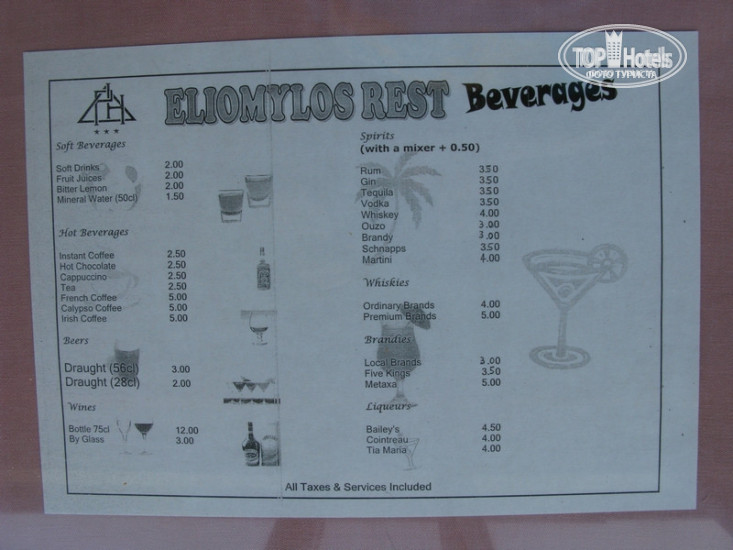 TOP Hotels
ФОТО ТУРИСТА
ELIOMYLOS REST Beverages
Soft Beverages
Soft Drinks 2.00
Fruit Juices 2.00
Bitter Lemon 2.00
Mineral Water (50cl) 1.50
Hot Beverages
Instant Coffee 2.50
Hot Chocolate 2.50
Cappuccino 2.50
Tea 2.50
French Coffee 5.00
Calypso Coffee 5.00
Irish Coffee 5.00
Beers
Draught (56cl) 3.00
Draught (28cl) 2.00
Wines
Bottle 75cl 12.00
By Glass 3.00
Spirits
(with a mixer + 0.50)
Rum 3.50
Gin 3.50
Tequila 3.50
Vodka 3.50
Whiskey 4.00
Ouzo 3.00
Brandy 3.00
Schnapps 3.50
Martini 4.00
Whiskies
Ordinary Brands 4.00
Premium Brands 5.00
Brandies
Local Brands 3.00
Five Kings 3.50
Metaxa 5.00
Liqueurs
Bailey's 4.50
Cointreau 4.00
Tia Maria 4.00
All Taxes & Services Included